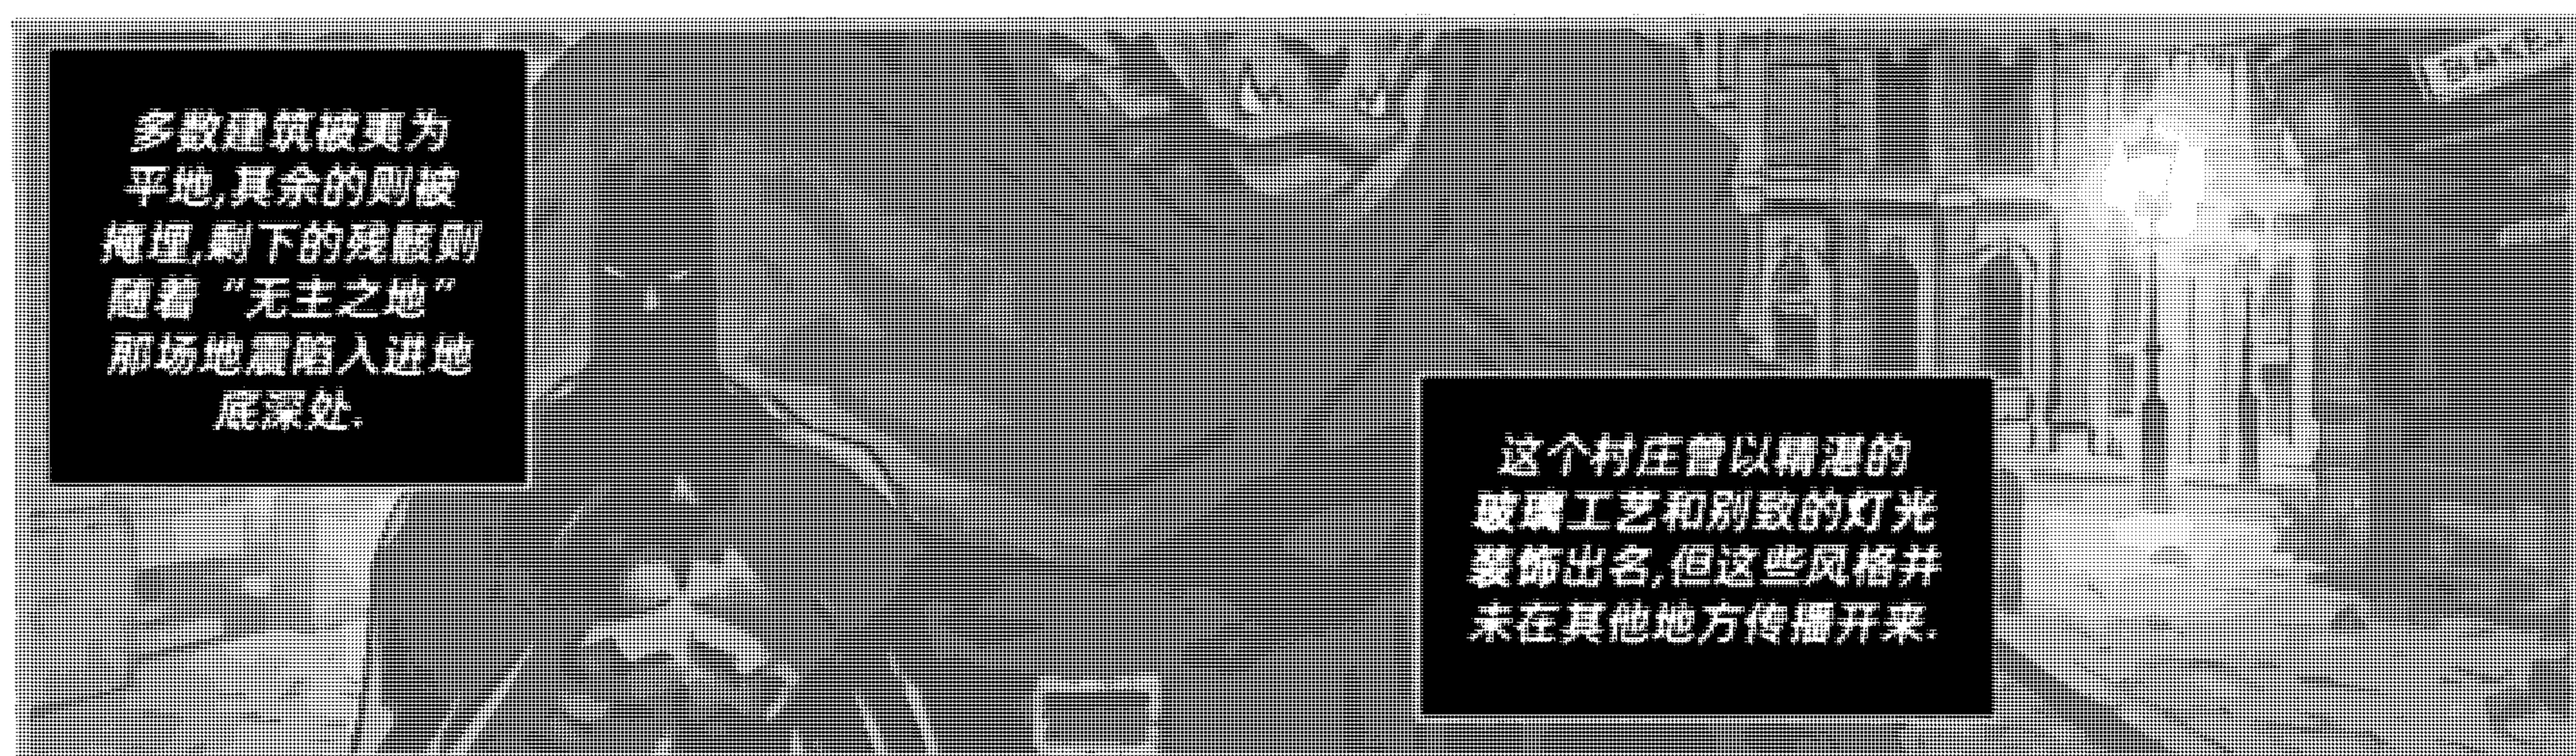 多数建筑被夷为
平地,其余的则被
掩埋,剩下的残骸则
随着“无主之地”
那场地震陷入进地
底深处.
这个村庄曾以精湛的
玻璃工艺和别致的灯光
装饰出名,但这些风格并
未在其他地方传播开来.